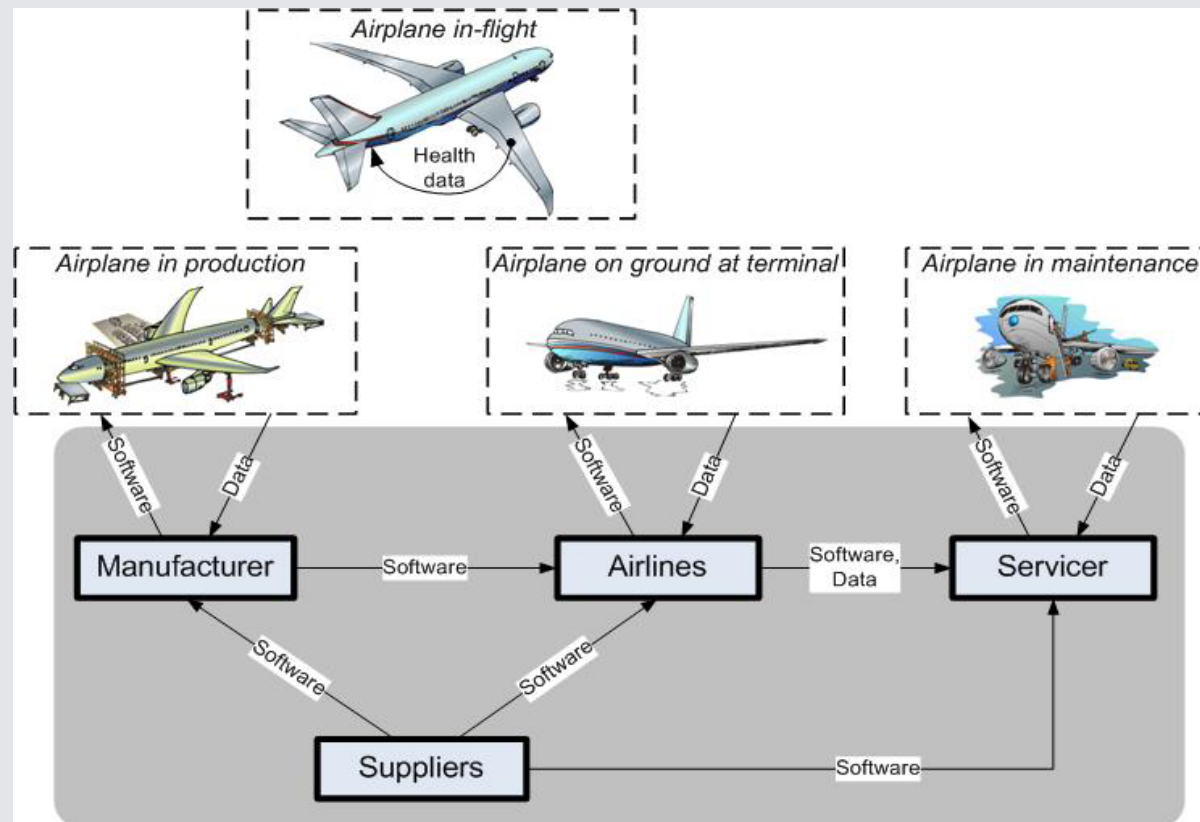 Airplane in-flight
Health
data
Airplane in production
Airplane on ground at terminal
Airplane in maintenance
Software
Data
Software
Data
Software
Data
Manufacturer
Software
Airlines
Software,
Data
Servicer
Software
Software
Suppliers
Software